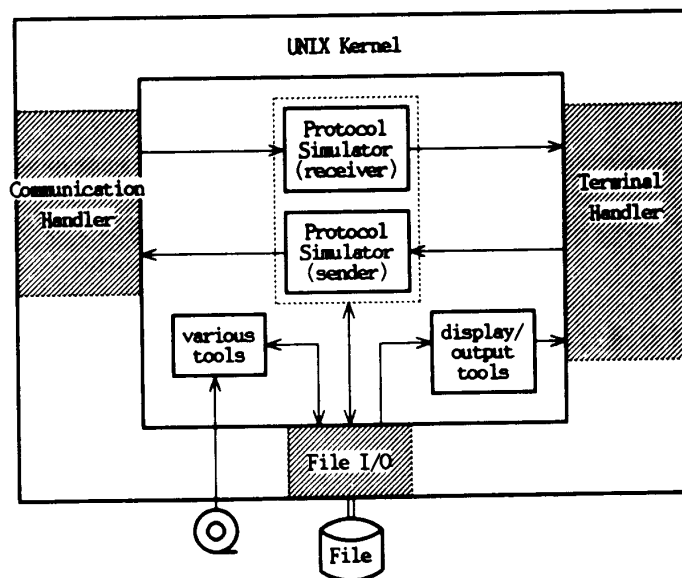 UNIX Kernel
Protocol
Simulator
(receiver)
Communication
Handler
Terminal
Handler
Protocol
Simulator
(sender)
various
tools
display/
output
tools
File I/O
File